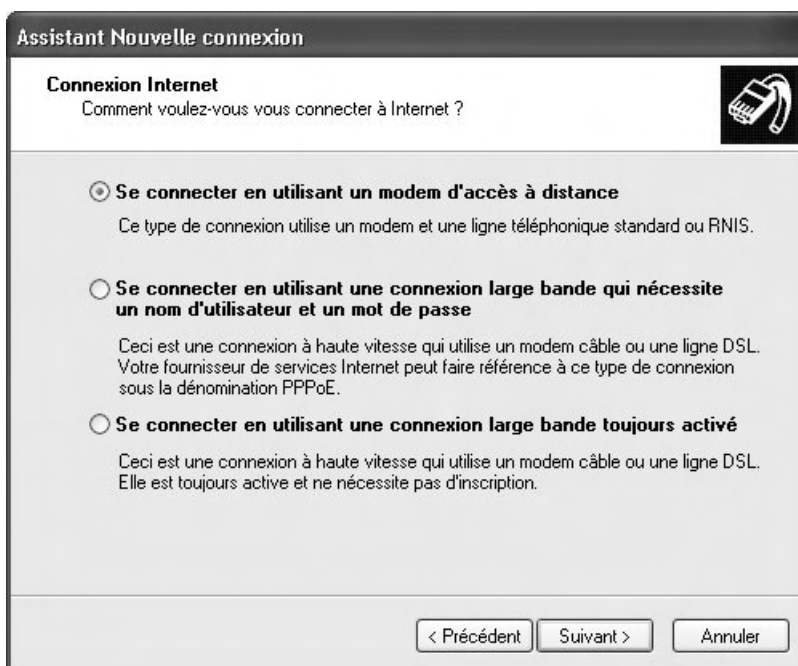 Assistant Nouvelle connexion
Connexion Internet
Comment voulez-vous vous connecter à Internet ?
Se connecter en utilisant un modem d'accès à distance
Ce type de connexion utilise un modem et une ligne téléphonique standard ou RNIS.
Se connecter en utilisant une connexion large bande qui nécessite
un nom d'utilisateur et un mot de passe
Ceci est une connexion à haute vitesse qui utilise un modem câble ou une ligne DSL.
Votre fournisseur de services Internet peut faire référence à ce type de connexion
sous la dénomination PPPoE.
Se connecter en utilisant une connexion large bande toujours activé
Ceci est une connexion à haute vitesse qui utilise un modem câble ou une ligne DSL.
Elle est toujours active et ne nécessite pas d'inscription.
< Précédent Suivant > Annuler